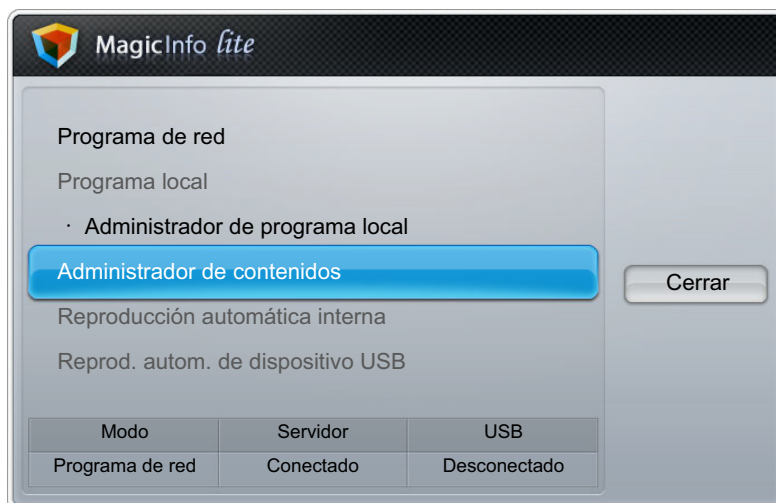 MagicInfo lite
Programa de red
Programa local
· Administrador de programa local
Administrador de contenidos
Reproducción automática interna
Reprod. autom. de dispositivo USB
Cerrar
Modo Servidor USB
Programa de red Conectado Desconectado